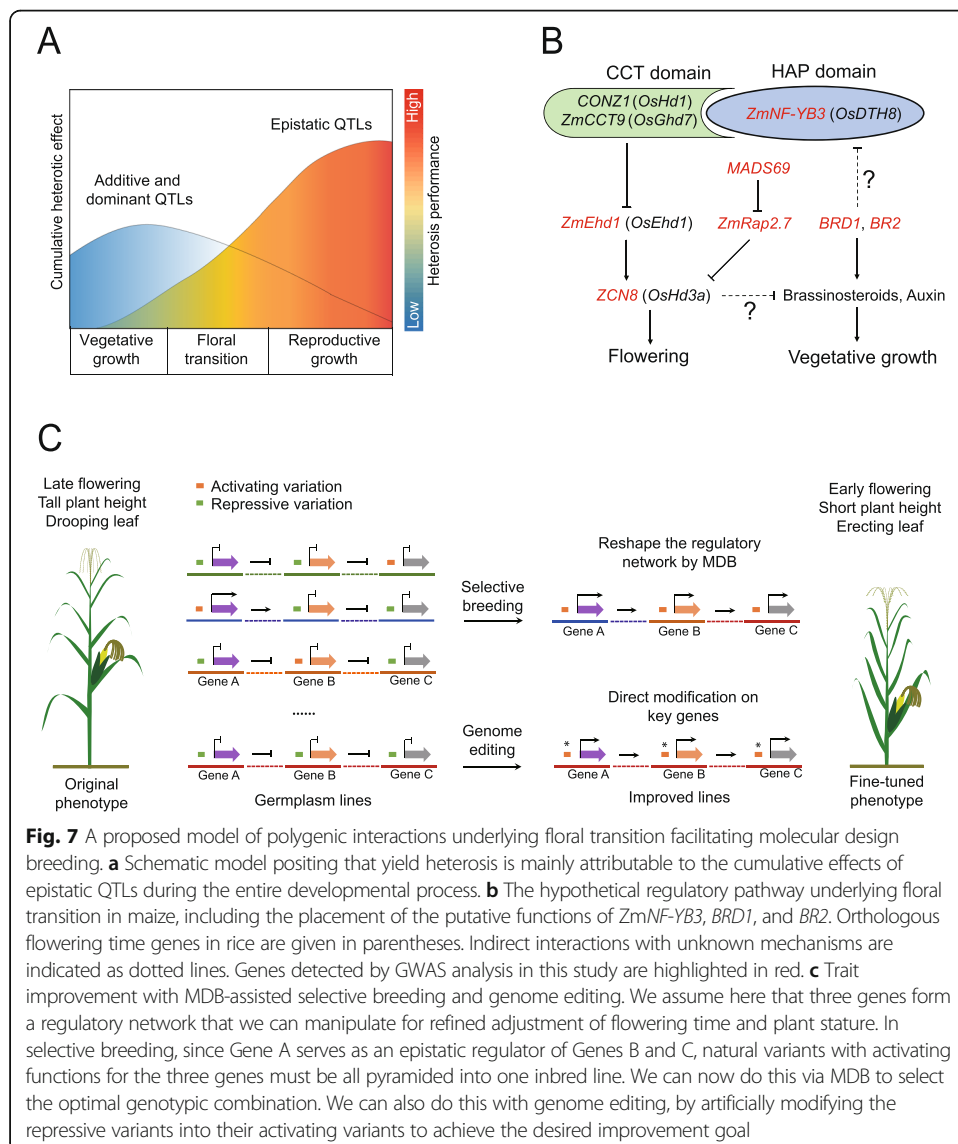 A
Cumulative heterotic effect
Additive and
dominant QTLs
Epistatic QTLs
High
Heterosis performance
Low
Vegetative
growth
Floral
transition
Reproductive
growth
B
CCT domain
HAP domain
CONZ1(OsHd1)
ZmCCT9 (OsGhd7)
ZmNF-YB3 (OsDTH8)
MADS69
?
ZmEhd1 (OsEhd1)
ZmRap2.7
BRD1, BR2
ZCN8 (OsHd3a)
?
Brassinosteroids, Auxin
Flowering
Vegetative growth
C
Late flowering
Tall plant height
Drooping leaf
Original
phenotype
Activating variation
Repressive variation
Gene A
Gene B
Gene C
......
Gene A
Gene B
Gene C
Germplasm lines
Selective
breeding
Genome
editing
Reshape the regulatory
network by MDB
Gene A
Gene B
Gene C
Direct modification on
key genes
* * *
Gene A
Gene B
Gene C
Improved lines
Early flowering
Short plant height
Erecting leaf
Fine-tuned
phenotype
Fig. 7 A proposed model of polygenic interactions underlying floral transition facilitating molecular design
breeding. a Schematic model positing that yield heterosis is mainly attributable to the cumulative effects of
epistatic QTLs during the entire developmental process. b The hypothetical regulatory pathway underlying floral
transition in maize, including the placement of the putative functions of ZmNF-YB3, BRD1, and BR2. Orthologous
flowering time genes in rice are given in parentheses. Indirect interactions with unknown mechanisms are
indicated as dotted lines. Genes detected by GWAS analysis in this study are highlighted in red. c Trait
improvement with MDB-assisted selective breeding and genome editing. We assume here that three genes form
a regulatory network that we can manipulate for refined adjustment of flowering time and plant stature. In
selective breeding, since Gene A serves as an epistatic regulator of Genes B and C, natural variants with activating
functions for the three genes must be all pyramided into one inbred line. We can now do this via MDB to select
the optimal genotypic combination. We can also do this with genome editing, by artificially modifying the
repressive variants into their activating variants to achieve the desired improvement goal